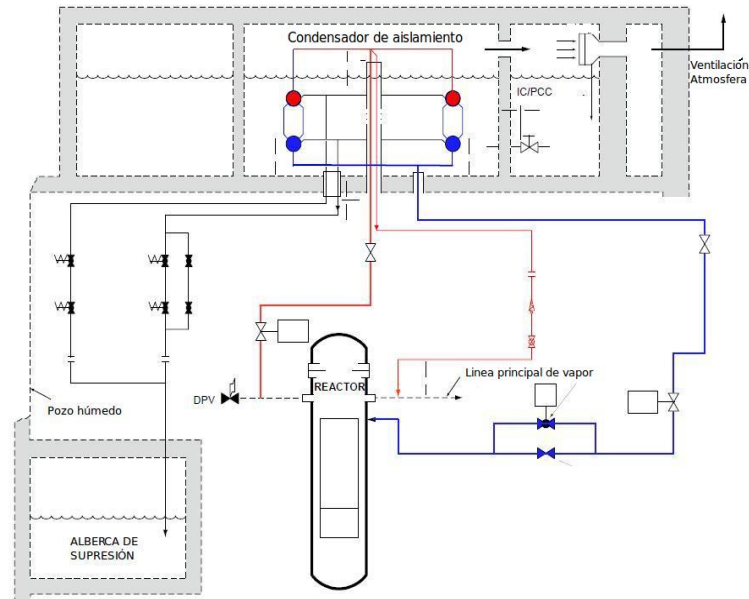 Condensador de aislamiento
Ventilación
Atmosfera
IC/PCC
REACTOR
Linea principal de vapor
DPV
Pozo húmedo
ALBERCA DE
SUPRESIÓN